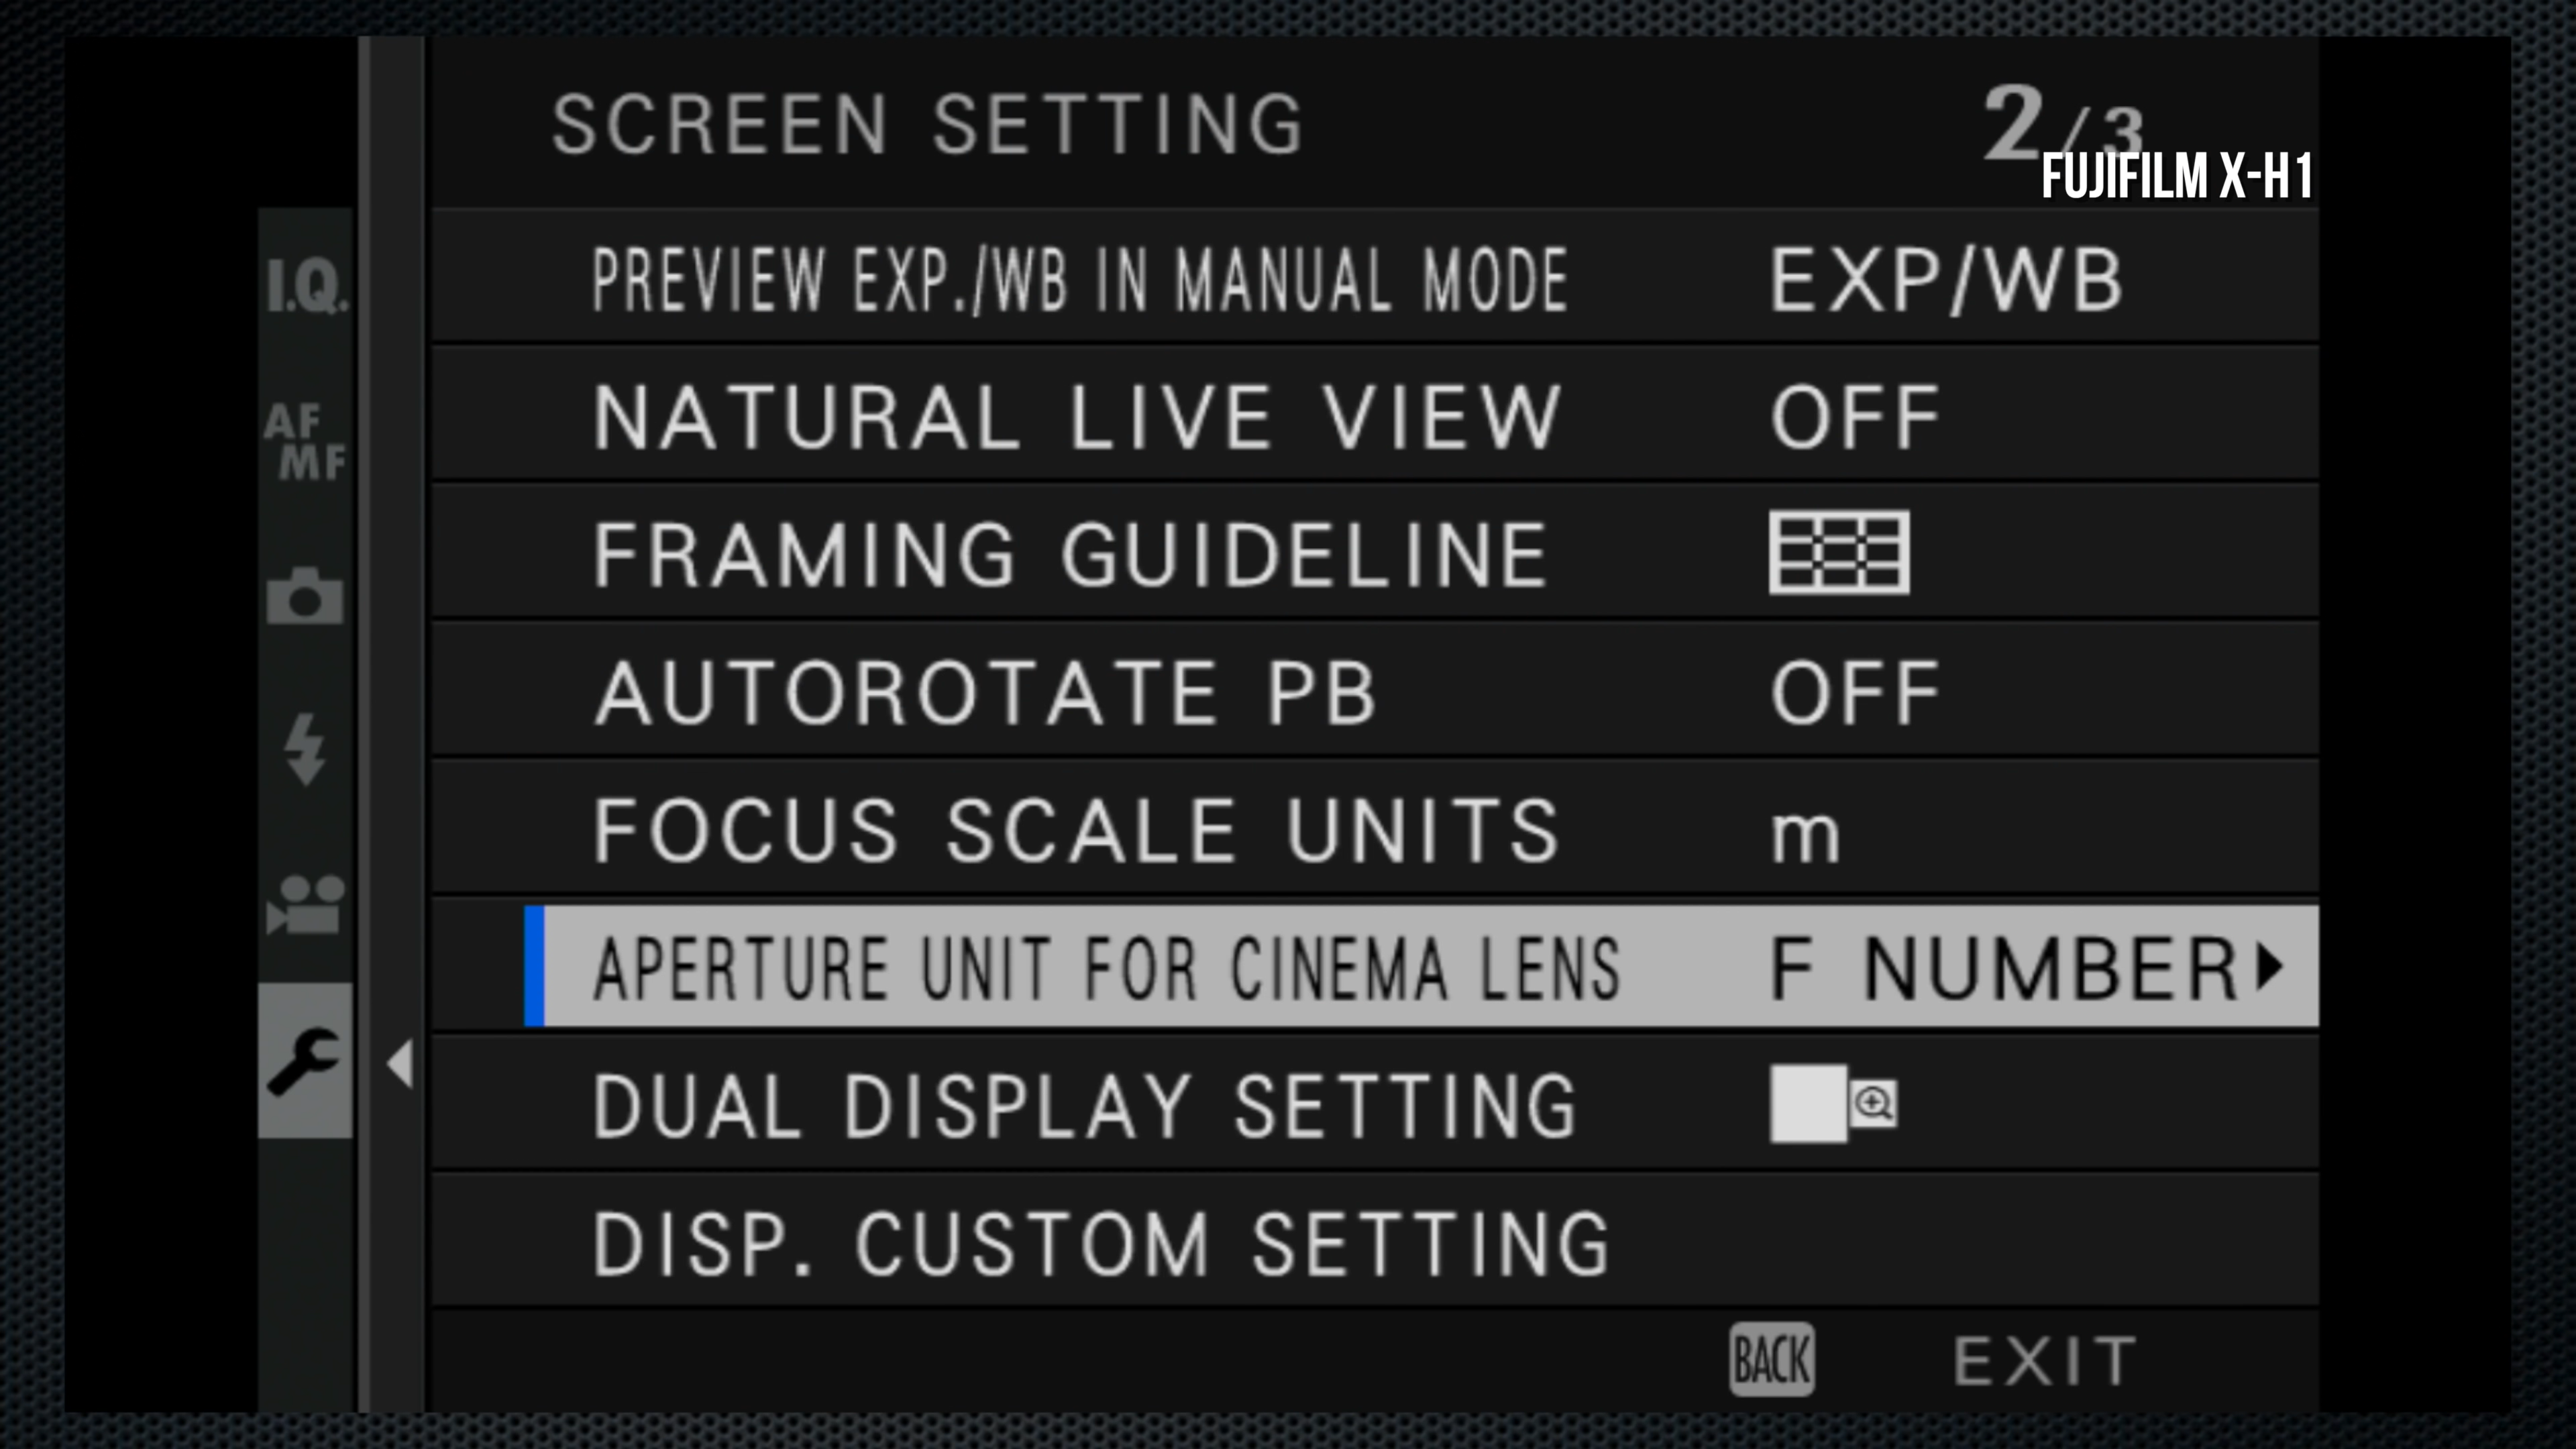 SCREEN SETTING 2/3
FUJIFILM X-H1
I.Q.
PREVIEW EXP./WB IN MANUAL MODE EXP/WB
NATURAL LIVE VIEW OFF
AF
MF
FRAMING GUIDELINE
AUTOROTATE PB OFF
FOCUS SCALE UNITS m
APERTURE UNIT FOR CINEMA LENS F NUMBER
DUAL DISPLAY SETTING
DISP. CUSTOM SETTING
BACK EXIT